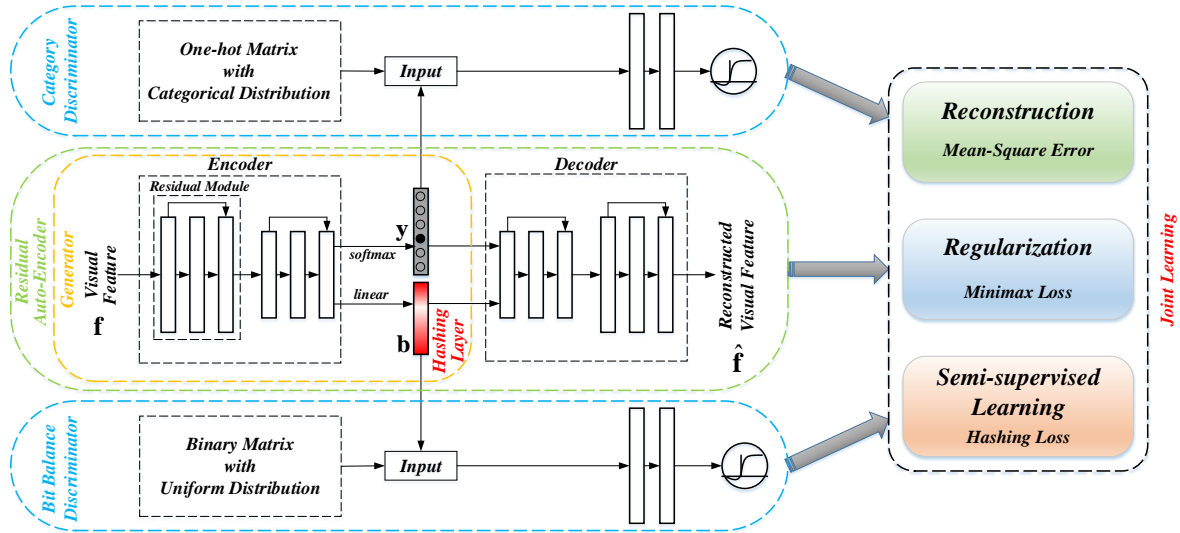 Category
Discriminator
One-hot Matrix
with
Categorical Distribution
Input
Residual
Auto-Encoder
Generator
Encoder
Residual Module
Visual
Feature
f
y
softmax
linear
b
Hashing
Layer
Decoder
Reconstructed
Visual Feature
f̂
Bit Balance
Discriminator
Binary Matrix
with
Uniform Distribution
Input
Reconstruction
Mean-Square Error
Regularization
Minimax Loss
Semi-supervised
Learning
Hashing Loss
Joint Learning